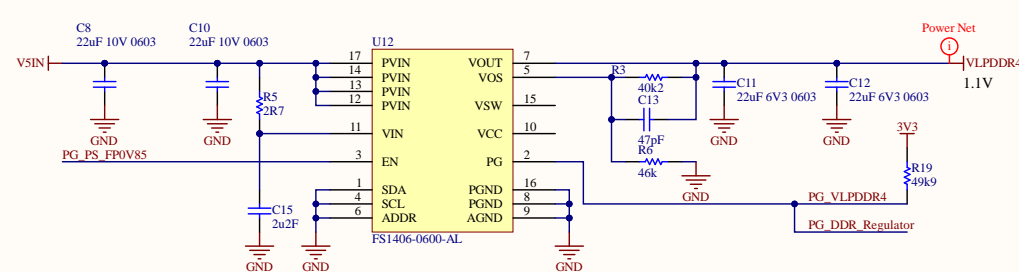 C8
22uF 10V 0603
C10
22uF 10V 0603
U12
Power Net
i
V5IN
17 PVIN VOUT 7
VLPDDR4
14 PVIN VOS 5
R3
1.1V
13 PVIN
40k2
C11
22uF 6V3 0603
C12
22uF 6V3 0603
R5
2R7
12 PVIN VSW 15
C13
47pF
GND
GND
11 VIN VCC 10
GND
GND
3V3
PG_PS_FP0V85
3 EN PG 2
R6
46k
R19
49k9
1 SDA PGND 16
GND
PG_VLPDDR4
4 SCL PGND 8
C15
2u2F
6 ADDR AGND 9
PG_DDR_Regulator
FS1406-0600-AL
GND
GND
GND